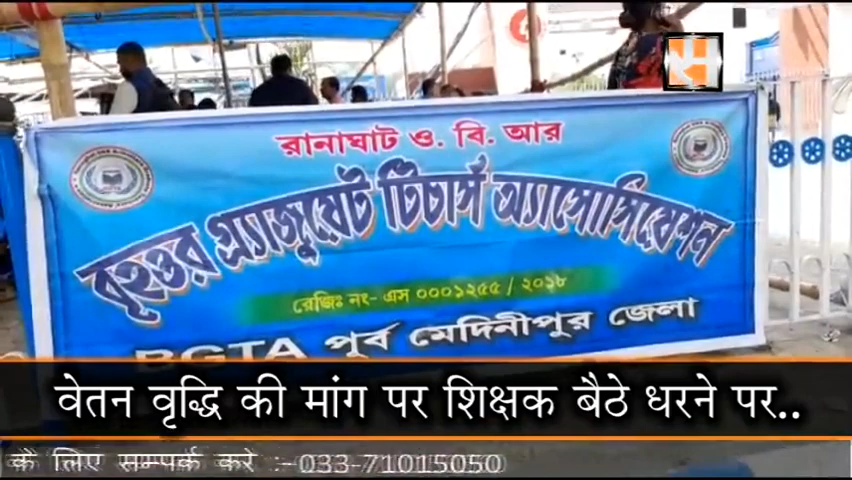 রানাঘাট ও. বি. আর
বৃহত্তর গ্র্যাজুয়েট টিচার্স অ্যাসোসিয়েশন
রেজিঃ নং- এস ০০০১২৫৫ / ২০১৮
BGTA পূর্ব মেদিনীপুর জেলা
वेतन वृद्धि की मांग पर शिक्षक बैठे धरने पर..
के लिए सम्पर्क करे :-033-71015050